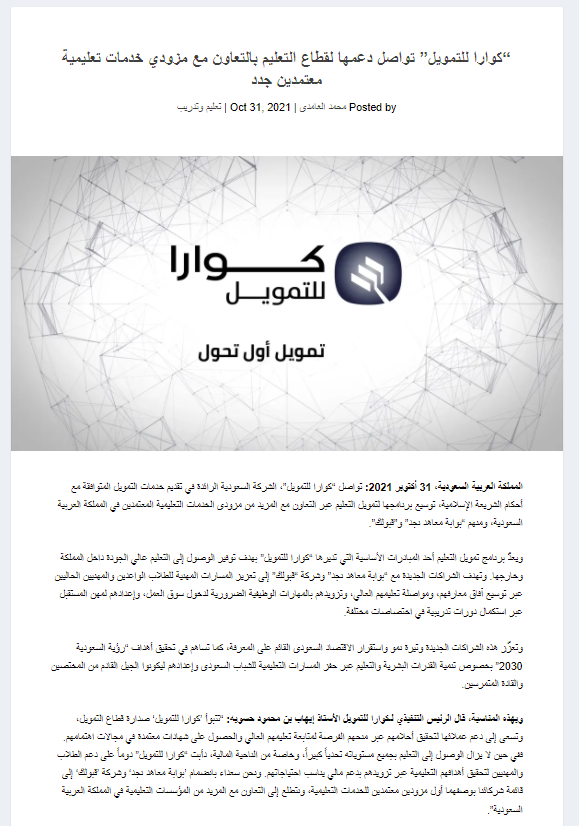 “كوارا للتمويل” تواصل دعمها لقطاع التعليم بالتعاون مع مزودي خدمات تعليمية
معتمدين جدد
Posted by محمد الغامدى | Oct 31, 2021 | تعليم وتدريب
كوارا
للتمويل
تمويل أول تحول
المملكة العربية السعودية، 31 أكتوبر 2021: تواصل “كوارا للتمويل”، الشركة السعودية الرائدة في تقديم خدمات التمويل المتوافقة مع
أحكام الشريعة الإسلامية، توسيع برنامجها لتمويل التعليم عبر التعاون مع المزيد من مزودى الخدمات التعليمية المعتمدين في المملكة العربية
السعودية، ومنهم “بوابة معاهد نجد” و”قبولك”.
ويعدٌ برنامج تمويل التعليم أحد المبادرات الأساسية التي تديرها “كوارا للتمويل” بهدف توفير الوصول إلى التعليم عالي الجودة داخل المملكة
وخارجها. وتهدف الشراكات الجديدة مع “بوابة معاهد نجد” وشركة “قبولك” إلى تعزيز المسارات المهنية للطلاب الواعدين والمهنيين الحاليين
عبر توسيع آفاق معارفهم، ومواصلة تعليمهم العالي، وتزويدهم بالمهارات الوظيفية الضرورية لدخول سوق العمل، وإعدادهم لمهن المستقبل
عبر استكمال دورات تدريبية في اختصاصات مختلفة.
وتعزّز هذه الشراكات الجديدة وتيرة نمو واستقرار الاقتصاد السعودى القائم على المعرفة، كما تساهم في تحقيق أهداف “رؤية السعودية
2030” بخصوص تنمية القدرات البشرية والتعليم عبر حفز المسارات التعليمية للشباب السعودى وإعدادهم ليكونوا الجيل القادم من المختصين
والقادة المتمرسين.
وبهذه المناسبة، قال الرئيس التنفيذي لـكوارا للتمويل الأستاذ إيهاب بن محمود حسوبه: “تتبوأ ’كوارا للتمويل‘ صدارة قطاع التمويل،
وتسعى إلى دعم عملائها لتحقيق أحلامهم عبر منحهم الفرصة لمتابعة تعليمهم العالي والحصول على شهادات معتمدة في مجالات اهتمامهم.
ففي حين لا يزال الوصول إلى التعليم بجميع مستوياته تحدياً كبيراً، وخاصة من الناحية المالية، دأبت “كوارا للتمويل” دوماً على دعم الطلاب
والمهنيين لتحقيق أهدافهم التعليمية عبر تزويدهم بدعم مالي يناسب احتياجاتهم. ونحن سعداء بانضمام ’بوابة معاهد نجد‘ وشركة ’قبولك‘ إلى
قائمة شركائنا بوصفهما أول مزودين معتمدين للخدمات التعليمية، ونتطلع إلى التعاون مع المزيد من المؤسسات التعليمية في المملكة العربية
السعودية”.